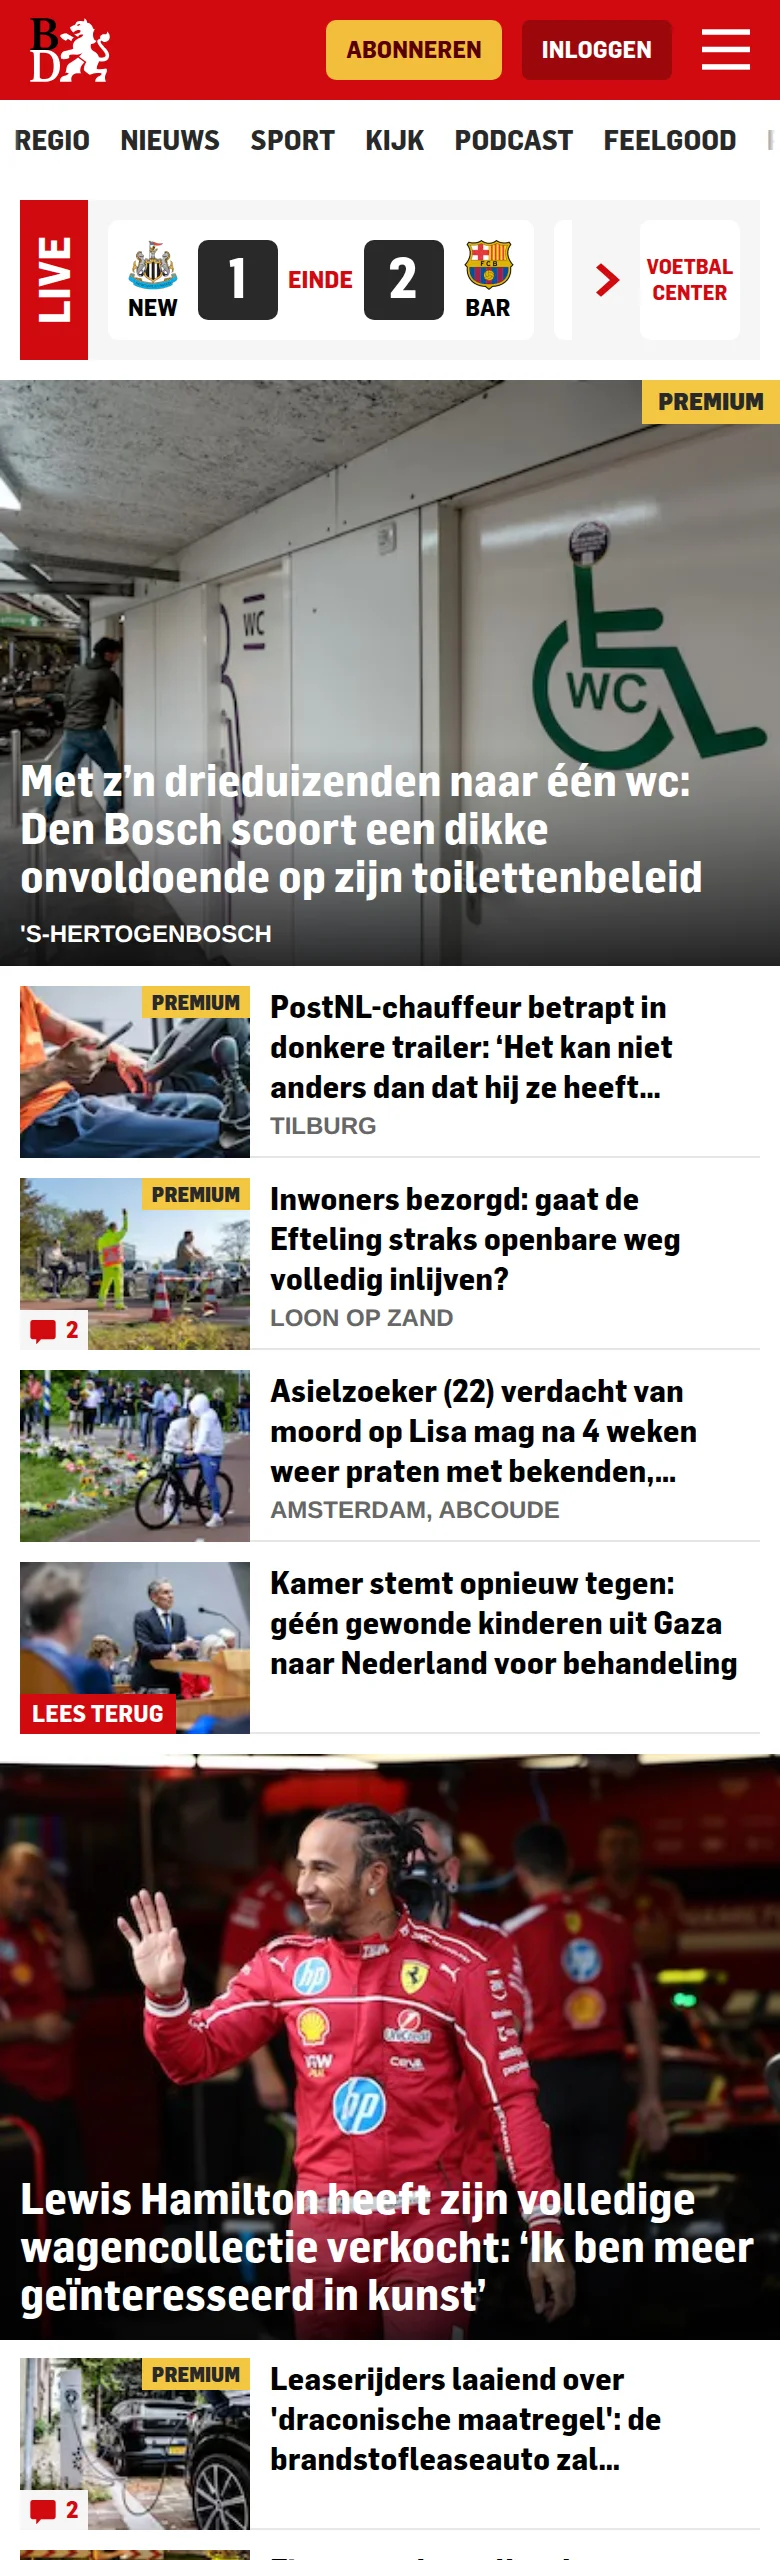 BD
ABONNEREN
INLOGGEN
REGIO NIEUWS SPORT KIJK PODCAST FEELGOOD
LIVE
NEW
1
EINDE
2
FCB
BAR
VOETBAL
CENTER
PREMIUM
WC
WC
Met z’n drieduizenden naar één wc:
Den Bosch scoort een dikke
onvoldoende op zijn toilettenbeleid
'S-HERTOGENBOSCH
PREMIUM
PostNL-chauffeur betrapt in
donkere trailer: ‘Het kan niet
anders dan dat hij ze heeft...
TILBURG
PREMIUM
2
Inwoners bezorgd: gaat de
Efteling straks openbare weg
volledig inlijven?
LOON OP ZAND
Asielzoeker (22) verdacht van
moord op Lisa mag na 4 weken
weer praten met bekenden,...
AMSTERDAM, ABCOUDE
LEES TERUG
Kamer stemt opnieuw tegen:
géén gewonde kinderen uit Gaza
naar Nederland voor behandeling
hp
UniCredit
hp
Lewis Hamilton heeft zijn volledige
wagencollectie verkocht: ‘Ik ben meer
geïnteresseerd in kunst’
PREMIUM
2
Leaserijders laaiend over
'draconische maatregel': de
brandstofleaseauto zal...